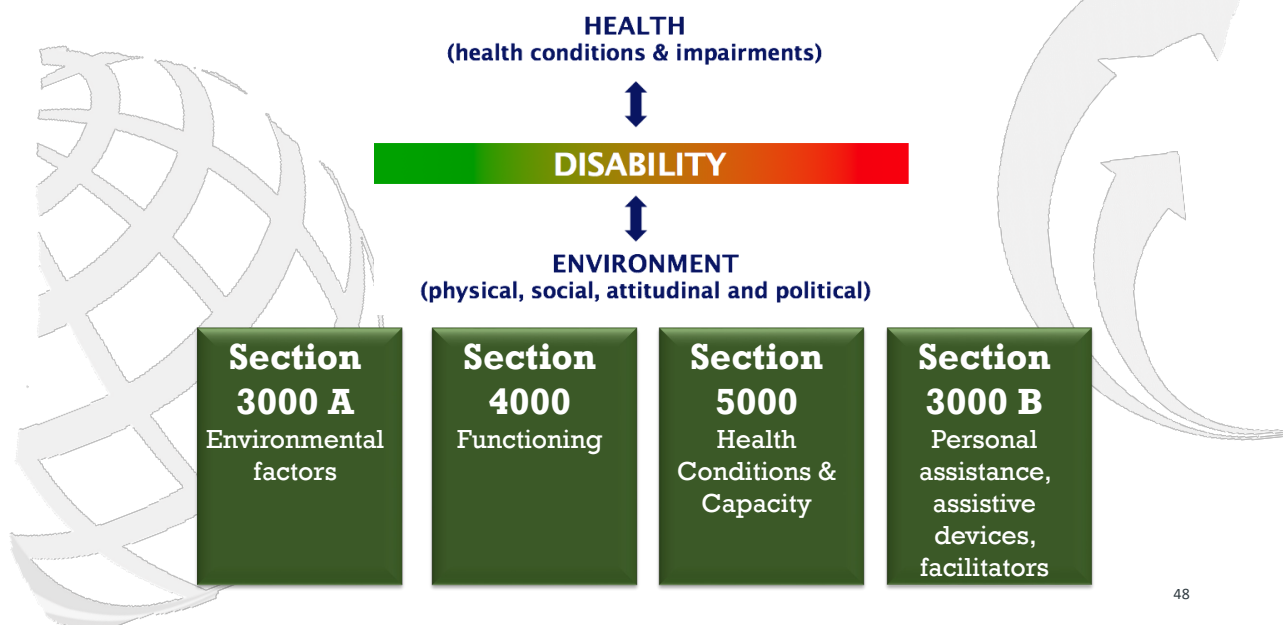 HEALTH
(health conditions & impairments)
DISABILITY
ENVIRONMENT
(physical, social, attitudinal and political)
Section
3000 A
Environmental
factors
Section
4000
Functioning
Section
5000
Health
Conditions &
Capacity
Section
3000 B
Personal
assistance,
assistive
devices,
facilitators
48